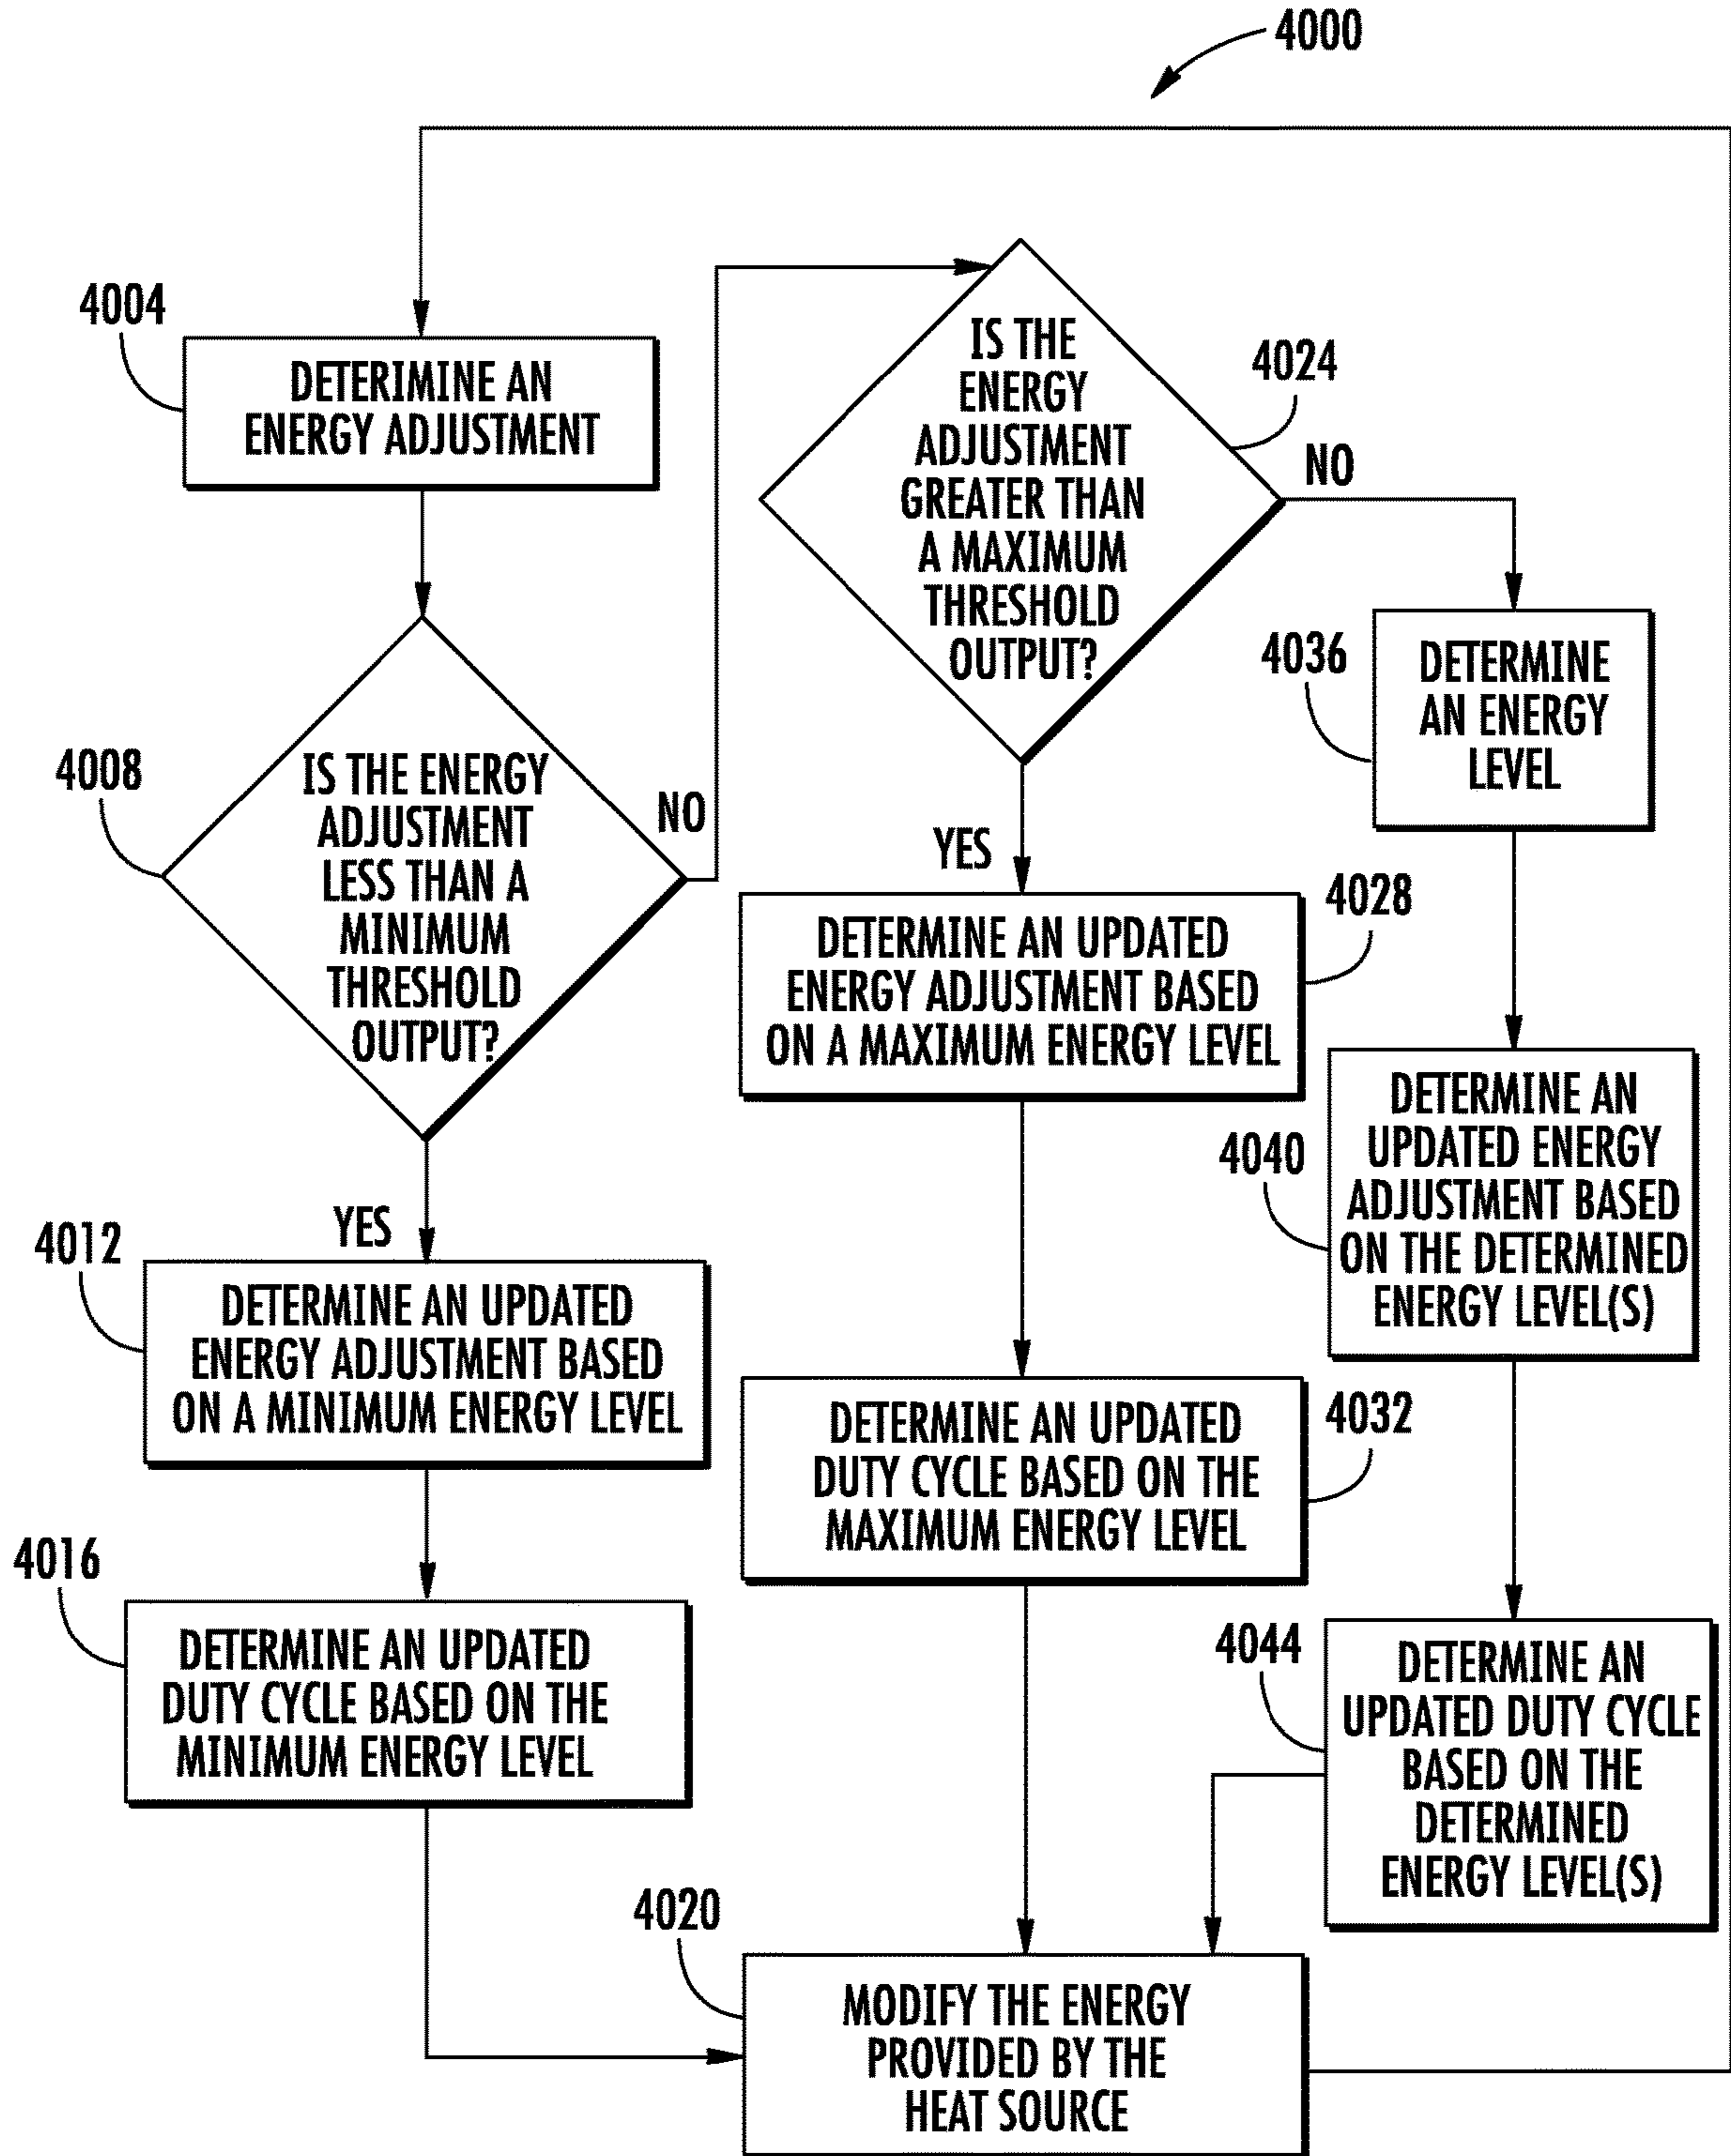 4000
4004
DETERIMINE AN
ENERGY ADJUSTMENT
4008
IS THE ENERGY
ADJUSTMENT
LESS THAN A
MINIMUM
THRESHOLD
OUTPUT?
NO
YES
4012
DETERMINE AN UPDATED
ENERGY ADJUSTMENT BASED
ON A MINIMUM ENERGY LEVEL
4016
DETERMINE AN UPDATED
DUTY CYCLE BASED ON THE
MINIMUM ENERGY LEVEL
4020
MODIFY THE ENERGY
PROVIDED BY THE
HEAT SOURCE
IS THE
ENERGY
ADJUSTMENT
GREATER THAN
A MAXIMUM
THRESHOLD
OUTPUT?
4024
NO
YES
4028
DETERMINE AN UPDATED
ENERGY ADJUSTMENT BASED
ON A MAXIMUM ENERGY LEVEL
4032
DETERMINE AN UPDATED
DUTY CYCLE BASED ON THE
MAXIMUM ENERGY LEVEL
4036
DETERMINE
AN ENERGY
LEVEL
4040
DETERMINE AN
UPDATED ENERGY
ADJUSTMENT BASED
ON THE DETERMINED
ENERGY LEVEL(S)
4044
DETERMINE AN
UPDATED DUTY CYCLE
BASED ON THE
DETERMINED
ENERGY LEVEL(S)